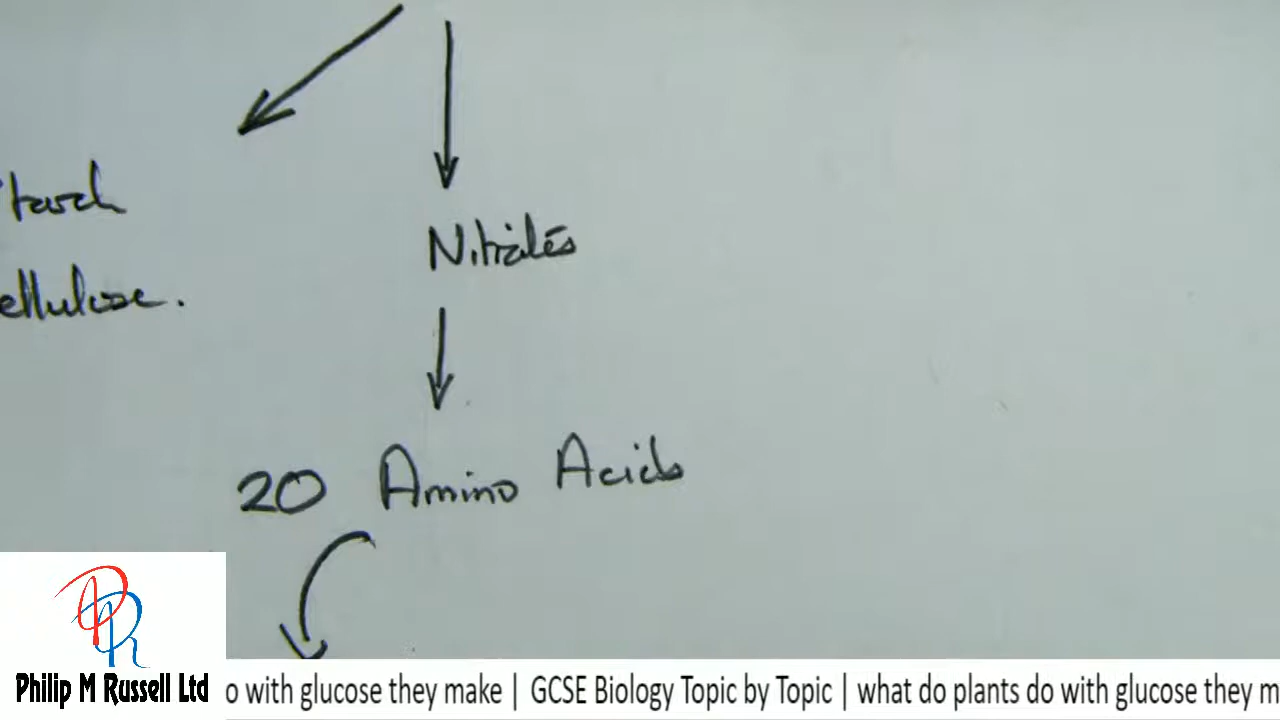 tarch
Nitrates
ellulose.
20 Amino Acids
Philip M Russell Ltd
o with glucose they make | GCSE Biology Topic by Topic | what do plants do with glucose they m